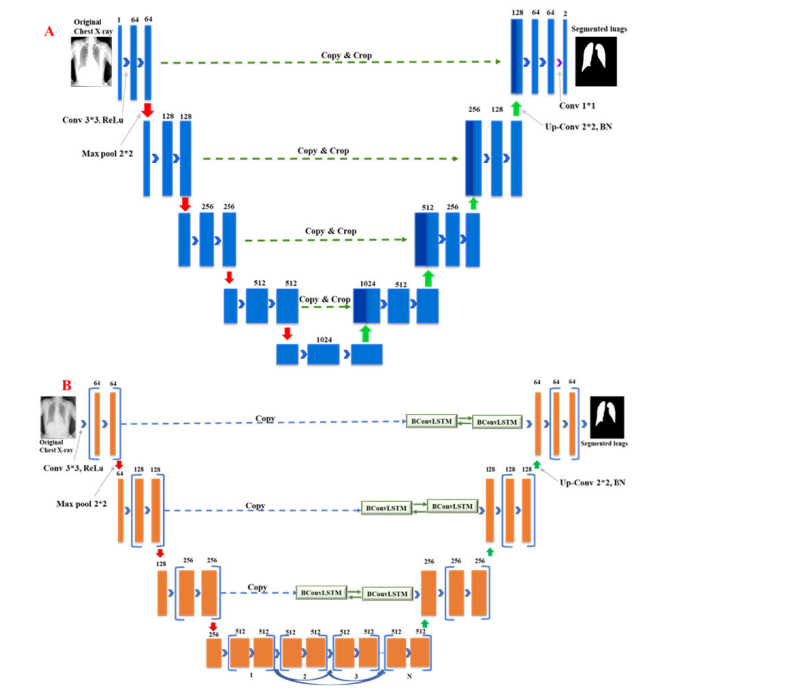 A
Original
Chest X-ray
1 64 64
Copy & Crop
128 64 64 2
Segmented lungs
Conv 3*3, ReLu
Conv 1*1
Max pool 2*2
128 128
Copy & Crop
256 128
Up-Conv 2*2, BN
256 256
Copy & Crop
512 256
512 512
Copy & Crop
1024 512
1024
B
64 64
Copy
BConvLSTM
BConvLSTM
64 64 64
Original
Chest X-ray
Segmented lungs
Conv 3*3, ReLu
Max pool 2*2
64 128 128
Copy
BConvLSTM
BConvLSTM
128 128 128
Up-Conv 2*2, BN
128 256 256
Copy
BConvLSTM
BConvLSTM
256 256 256
256 512 512 512 512 512 512 512 512
1 2 3 N